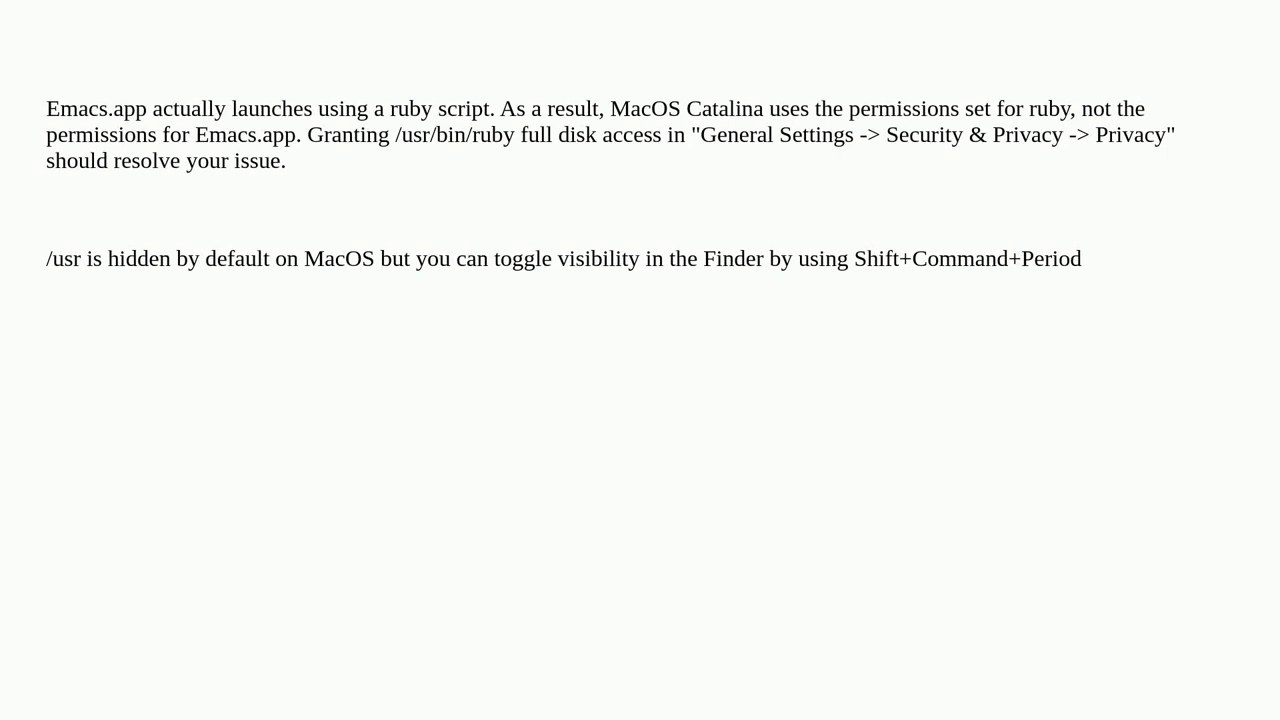 Emacs.app actually launches using a ruby script. As a result, MacOS Catalina uses the permissions set for ruby, not the
permissions for Emacs.app. Granting /usr/bin/ruby full disk access in "General Settings -> Security & Privacy -> Privacy"
should resolve your issue.
/usr is hidden by default on MacOS but you can toggle visibility in the Finder by using Shift+Command+Period